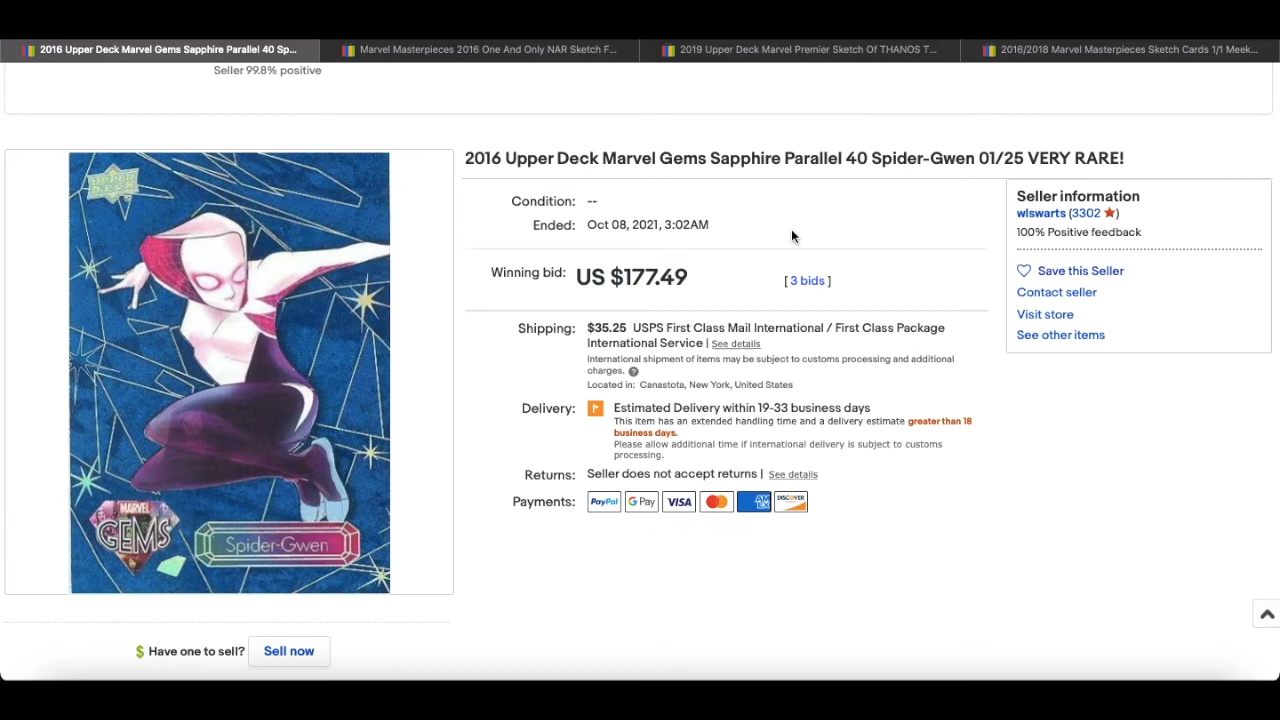 2016 Upper Deck Marvel Gems Sapphire Parallel 40 Sp...
Marvel Masterpieces 2016 One And Only NAR Sketch F...
2019 Upper Deck Marvel Premier Sketch Of THANOS T...
2016/2018 Marvel Masterpieces Sketch Cards 1/1 Meek...
Seller 99.8% positive
UPPER DECK
MARVEL
GEMS
Spider-Gwen
2016 Upper Deck Marvel Gems Sapphire Parallel 40 Spider-Gwen 01/25 VERY RARE!
Condition: --
Ended: Oct 08, 2021, 3:02AM
Winning bid: US $177.49 [ 3 bids ]
Shipping: $35.25 USPS First Class Mail International / First Class Package
International Service | See details
International shipment of items may be subject to customs processing and additional
charges. ?
Located in: Canastota, New York, United States
Delivery: Estimated Delivery within 19-33 business days
This item has an extended handling time and a delivery estimate greater than 18
business days.
Please allow additional time if international delivery is subject to customs
processing.
Returns: Seller does not accept returns | See details
Payments: PayPal G Pay VISA AM EX DISCOVER
Seller information
wlswarts (3302 ★)
100% Positive feedback
Save this Seller
Contact seller
Visit store
See other items
$ Have one to sell? Sell now